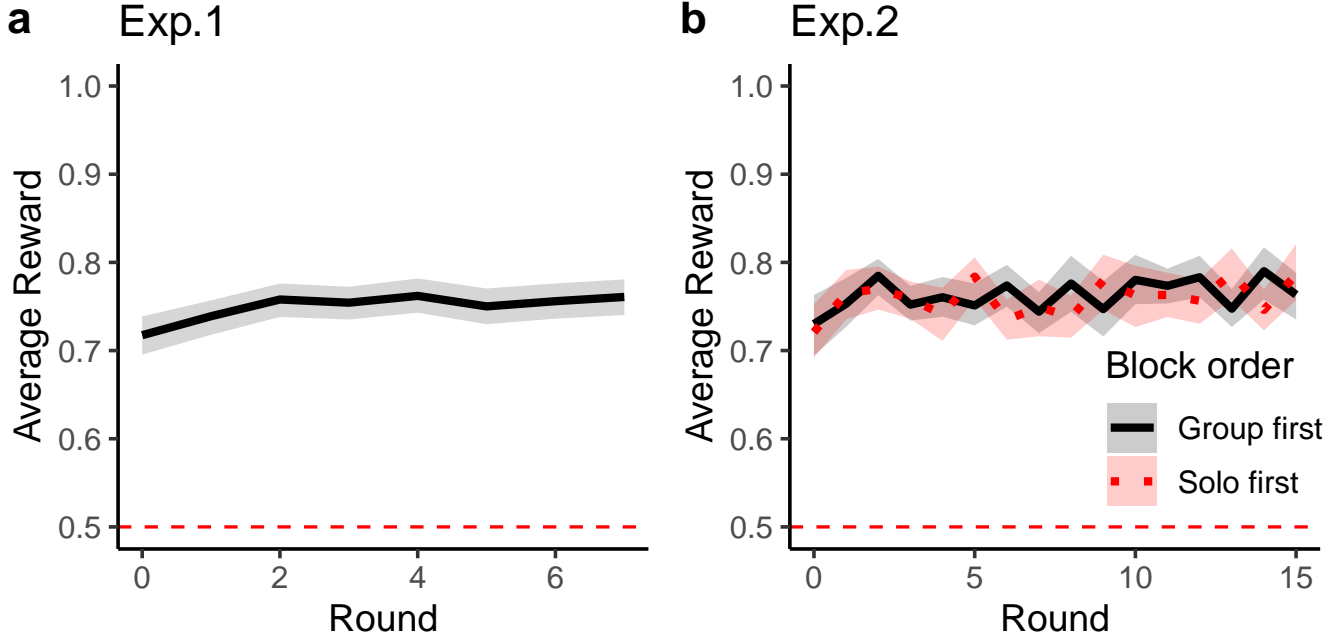 a Exp.1
1.0
0.9
0.8
0.7
0.6
0.5
Average Reward
0 2 4 6
Round
b Exp.2
1.0
0.9
0.8
0.7
0.6
0.5
Average Reward
Block order
Group first
Solo first
0 5 10 15
Round